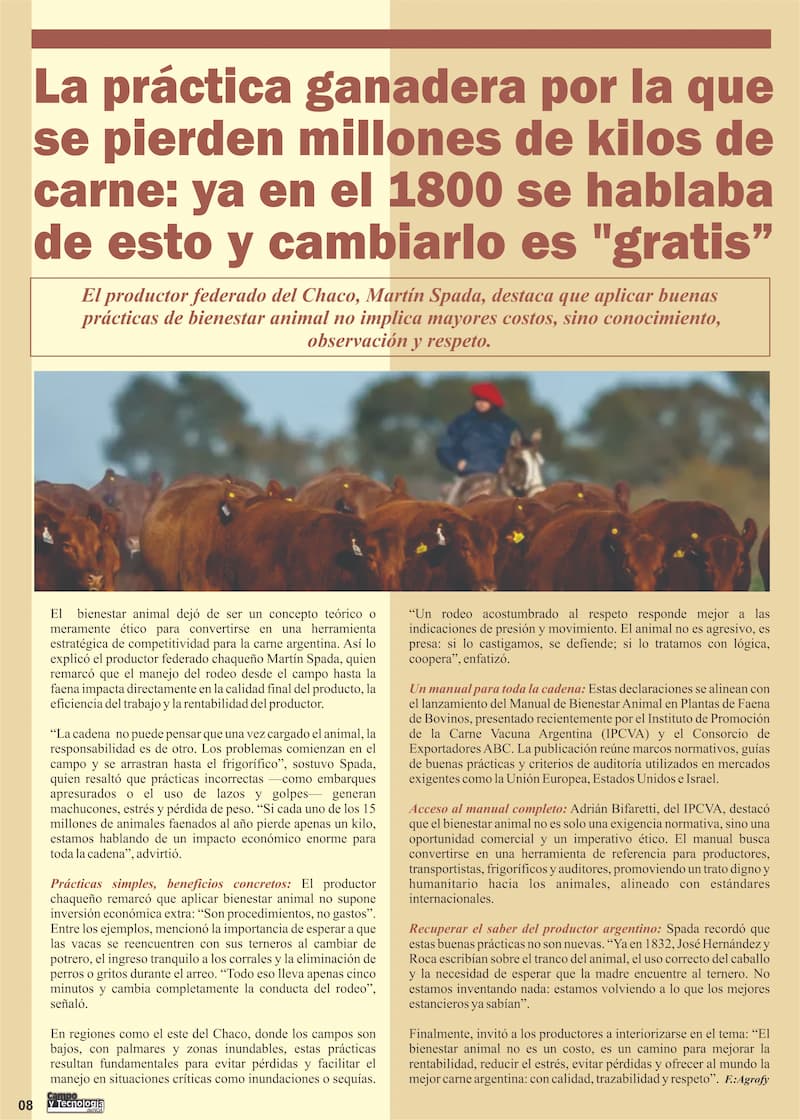 La práctica ganadera por la que
se pierden millones de kilos de
carne: ya en el 1800 se hablaba
de esto y cambiarlo es "gratis”
El productor federado del Chaco, Martín Spada, destaca que aplicar buenas
prácticas de bienestar animal no implica mayores costos, sino conocimiento,
observación y respeto.
El bienestar animal dejó de ser un concepto teórico o
meramente ético para convertirse en una herramienta
estratégica de competitividad para la carne argentina. Así lo
explicó el productor federado chaqueño Martín Spada, quien
remarcó que el manejo del rodeo desde el campo hasta la
faena impacta directamente en la calidad final del producto, la
eficiencia del trabajo y la rentabilidad del productor.
“La cadena no puede pensar que una vez cargado el animal, la
responsabilidad es de otro. Los problemas comienzan en el
campo y se arrastran hasta el frigorífico”, sostuvo Spada,
quien resaltó que prácticas incorrectas —como embarques
apresurados o el uso de lazos y golpes— generan
machucones, estrés y pérdida de peso. “Si cada uno de los 15
millones de animales faenados al año pierde apenas un kilo,
estamos hablando de un impacto económico enorme para
toda la cadena”, advirtió.
Prácticas simples, beneficios concretos: El productor
chaqueño remarcó que aplicar bienestar animal no supone
inversión económica extra: “Son procedimientos, no gastos”.
Entre los ejemplos, mencionó la importancia de esperar a que
las vacas se reencuentren con sus terneros al cambiar de
potrero, el ingreso tranquilo a los corrales y la eliminación de
perros o gritos durante el arreo. “Todo eso lleva apenas cinco
minutos y cambia completamente la conducta del rodeo”,
señaló.
En regiones como el este del Chaco, donde los campos son
bajos, con palmares y zonas inundables, estas prácticas
resultan fundamentales para evitar pérdidas y facilitar el
manejo en situaciones críticas como inundaciones o sequías.
“Un rodeo acostumbrado al respeto responde mejor a las
indicaciones de presión y movimiento. El animal no es agresivo, es
presa: si lo castigamos, se defiende; si lo tratamos con lógica,
coopera”, enfatizó.
Un manual para toda la cadena: Estas declaraciones se alinean con
el lanzamiento del Manual de Bienestar Animal en Plantas de Faena
de Bovinos, presentado recientemente por el Instituto de Promoción
de la Carne Vacuna Argentina (IPCVA) y el Consorcio de
Exportadores ABC. La publicación reúne marcos normativos, guías
de buenas prácticas y criterios de auditoría utilizados en mercados
exigentes como la Unión Europea, Estados Unidos e Israel.
Acceso al manual completo: Adrián Bifaretti, del IPCVA, destacó
que el bienestar animal no es solo una exigencia normativa, sino una
oportunidad comercial y un imperativo ético. El manual busca
convertirse en una herramienta de referencia para productores,
transportistas, frigoríficos y auditores, promoviendo un trato digno y
humanitario hacia los animales, alineado con estándares
internacionales.
Recuperar el saber del productor argentino: Spada recordó que
estas buenas prácticas no son nuevas. “Ya en 1832, José Hernández y
Roca escribían sobre el tranco del animal, el uso correcto del caballo
y la necesidad de esperar que la madre encuentre al ternero. No
estamos inventando nada: estamos volviendo a lo que los mejores
estancieros ya sabían”.
Finalmente, invitó a los productores a interiorizarse en el tema: “El
bienestar animal no es un costo, es un camino para mejorar la
rentabilidad, reducir el estrés, evitar pérdidas y ofrecer al mundo la
mejor carne argentina: con calidad, trazabilidad y respeto”. F.:Agrofy
08
Campo
Y Tecnología